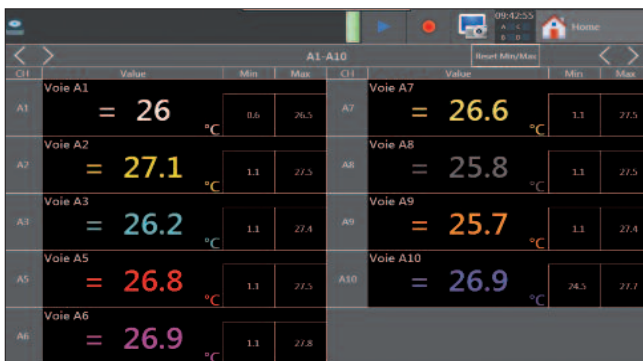 09:42:55
A C
B D
Home
A1-A10
Reset Min/Max
CH Value Min Max CH Value Min Max
Voie A1
A1 = 26 °C 0.6 26.5
Voie A7
A7 = 26.6 °C 1.1 27.5
Voie A2
A2 = 27.1 °C 1.1 27.5
Voie A8
A8 = 25.8 °C 1.1 27.5
Voie A3
A3 = 26.2 °C 1.1 27.4
Voie A9
A9 = 25.7 °C 1.1 27.4
Voie A5
A5 = 26.8 °C 1.1 27.5
Voie A10
A10 = 26.9 °C 24.5 27.7
Voie A6
A6 = 26.9 °C 1.1 27.8